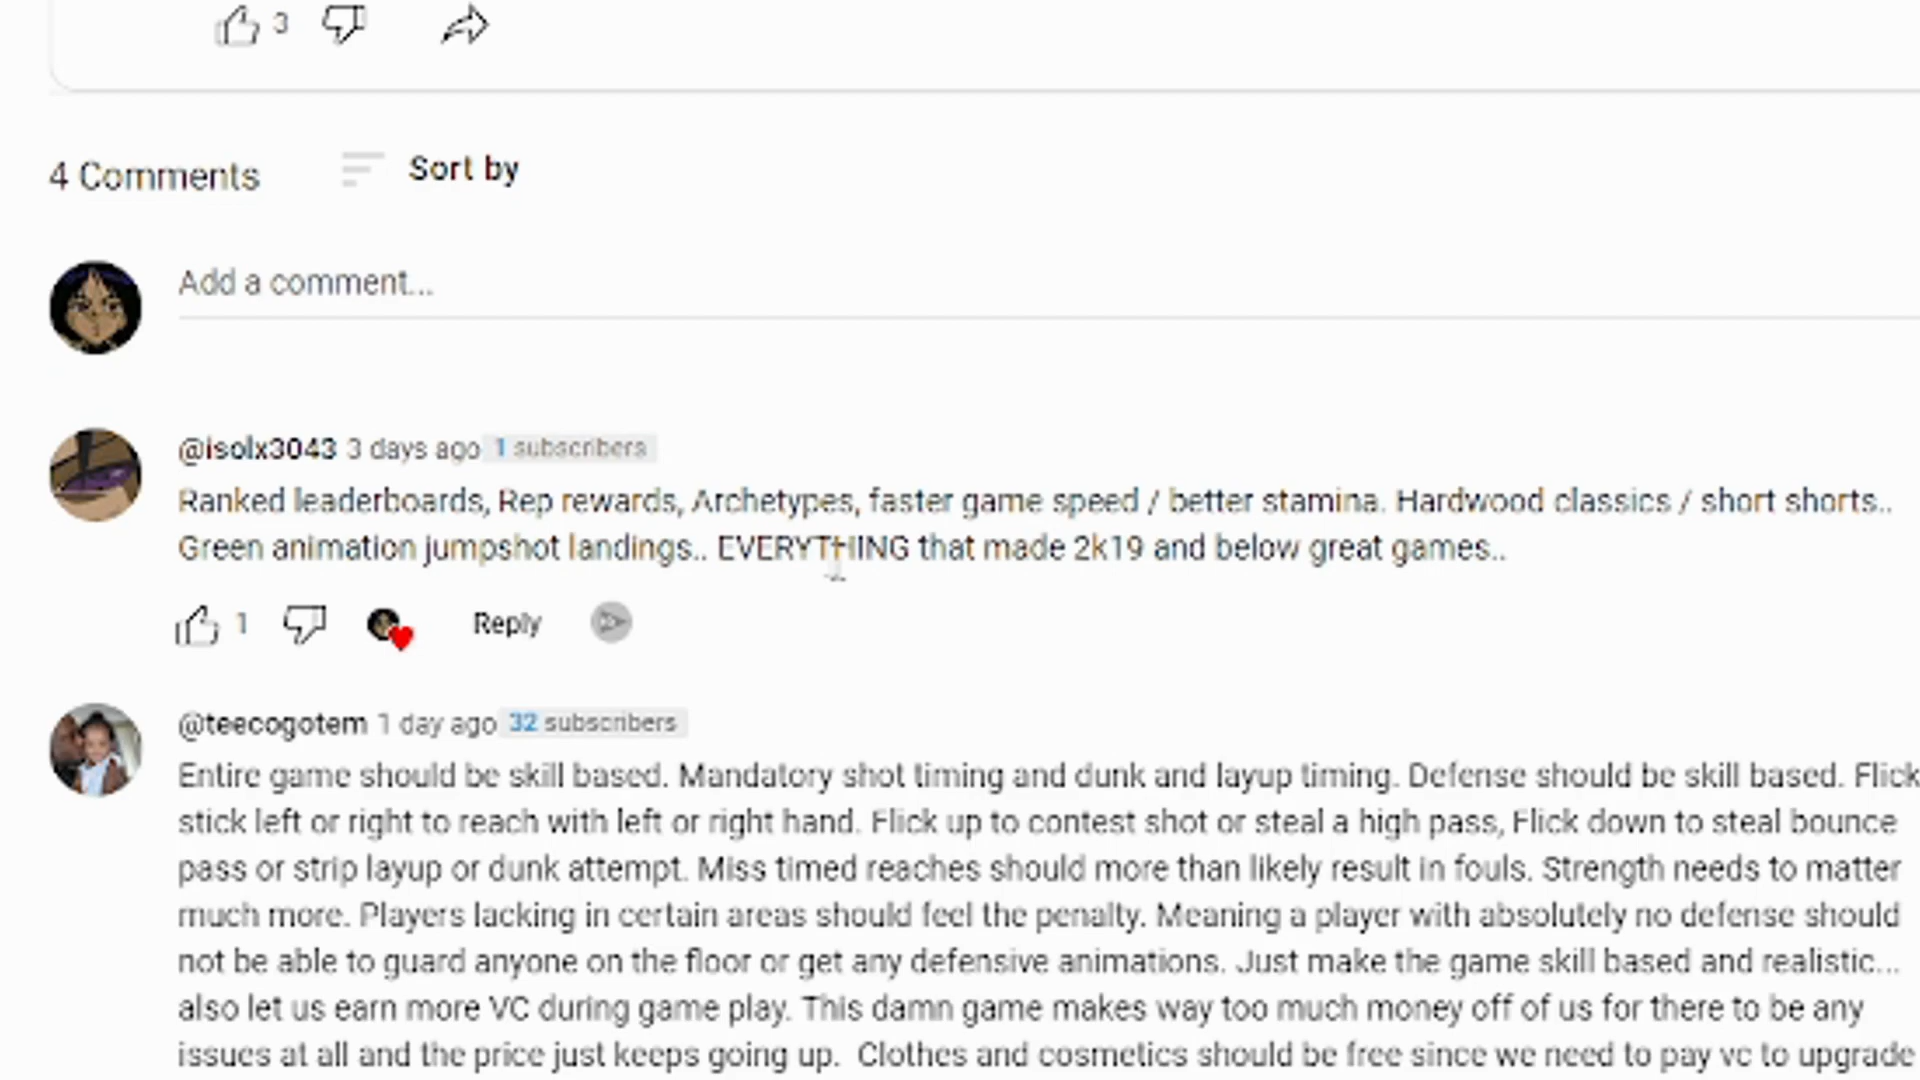 3
4 Comments
Sort by
Add a comment...
@isolx3043 3 days ago 1 subscribers
Ranked leaderboards, Rep rewards, Archetypes, faster game speed / better stamina. Hardwood classics / short shorts..
Green animation jumpshot landings.. EVERYTHING that made 2k19 and below great games..
1
Reply
@teecogotem 1 day ago 32 subscribers
Entire game should be skill based. Mandatory shot timing and dunk and layup timing. Defense should be skill based. Flick
stick left or right to reach with left or right hand. Flick up to contest shot or steal a high pass, Flick down to steal bounce
pass or strip layup or dunk attempt. Miss timed reaches should more than likely result in fouls. Strength needs to matter
much more. Players lacking in certain areas should feel the penalty. Meaning a player with absolutely no defense should
not be able to guard anyone on the floor or get any defensive animations. Just make the game skill based and realistic...
also let us earn more VC during game play. This damn game makes way too much money off of us for there to be any
issues at all and the price just keeps going up. Clothes and cosmetics should be free since we need to pay vc to upgrade